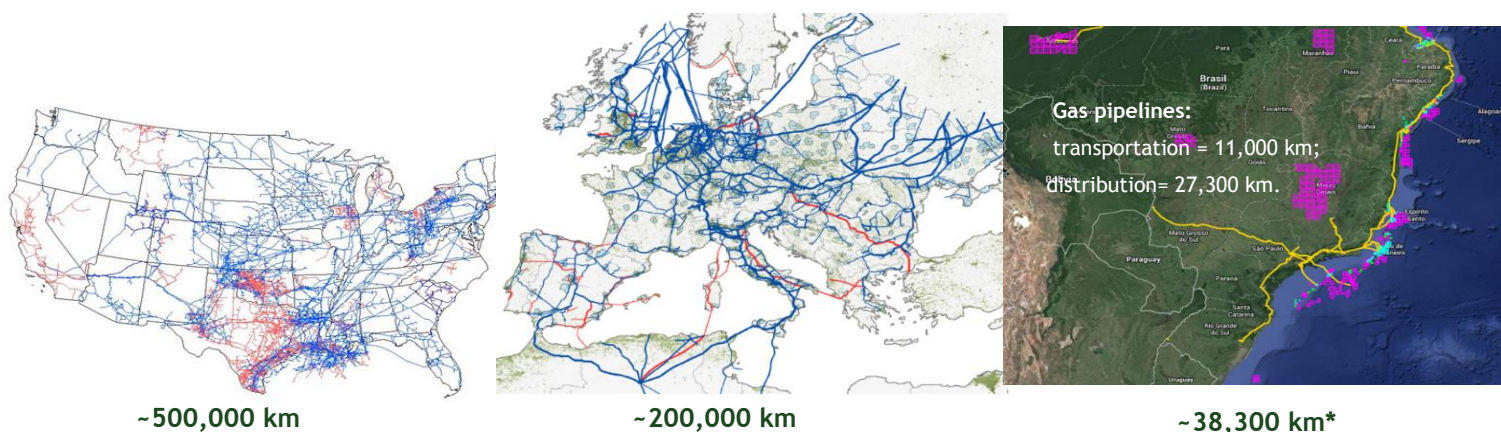 Ceará
Pará
Maranhão
Paraíba
Piauí
Pernambuco
Brasil
(Brazil)
Gas pipelines:
Tocantins
Alagoas
Mato
Grosso
Bahia
Sergipe
transportation = 11,000 km;
Goiás
distribution= 27,300 km.
Minas
Gerais
Espírito
Santo
Mato Grosso
do Sul
São Paulo
Paraguay
Paraná
Santa
Catarina
Rio Grande
do Sul
Uruguay
~500,000 km
~200,000 km
~38,300 km*